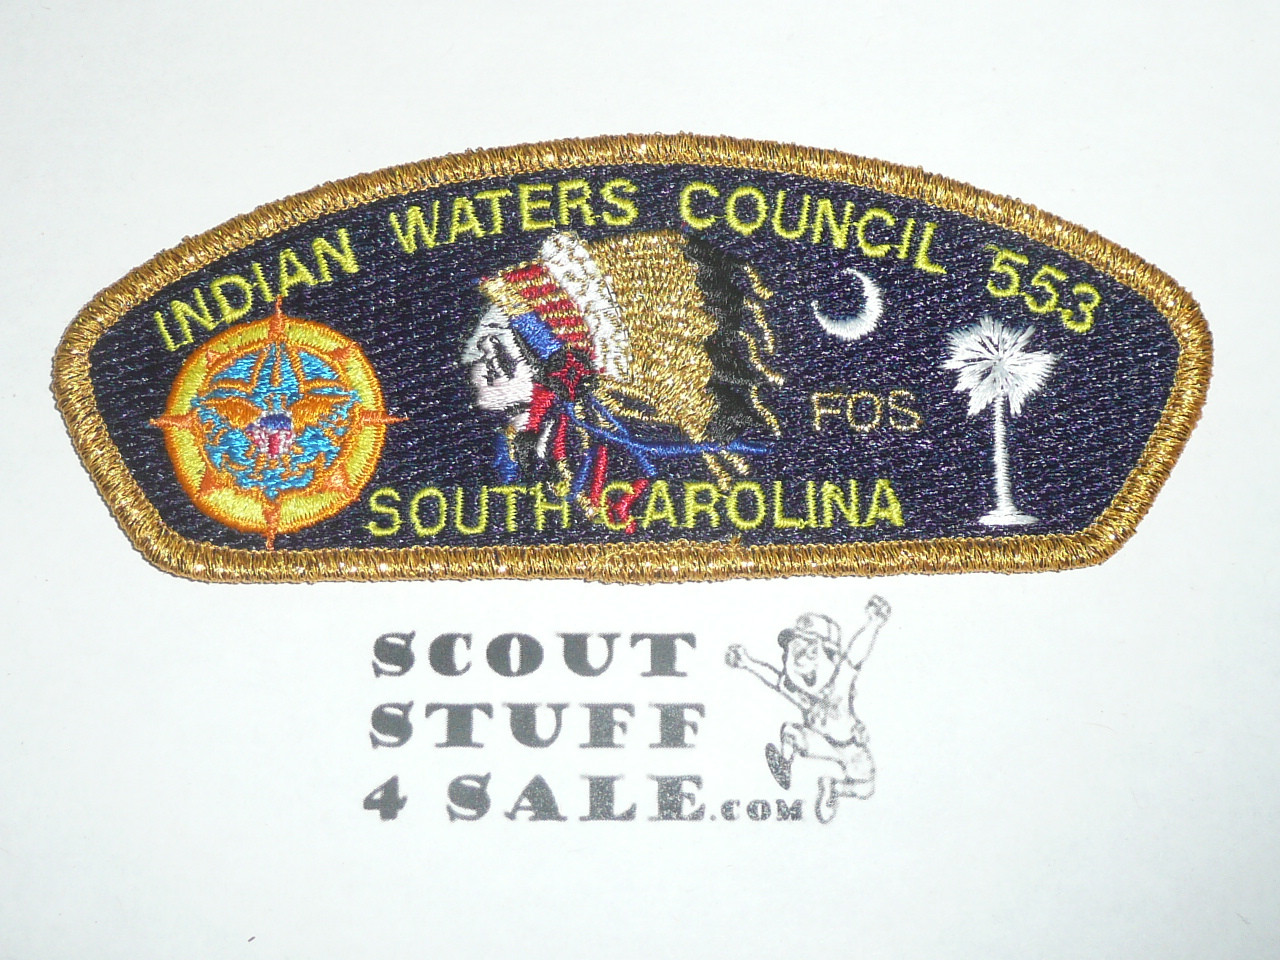 INDIAN WATERS COUNCIL 553
FOS
SOUTH CAROLINA
SCOUT
STUFF
4 SALE.COM